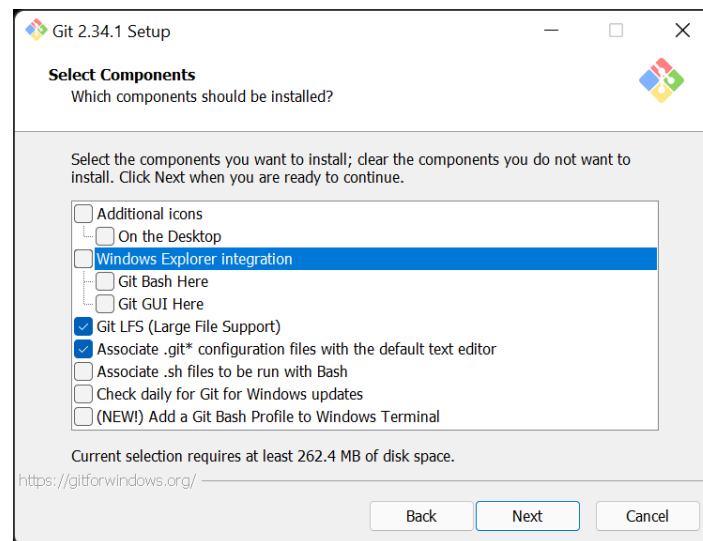 Git 2.34.1 Setup
Select Components
Which components should be installed?
Select the components you want to install; clear the components you do not want to
install. Click Next when you are ready to continue.
Additional icons
On the Desktop
Windows Explorer integration
Git Bash Here
Git GUI Here
Git LFS (Large File Support)
Associate .git* configuration files with the default text editor
Associate .sh files to be run with Bash
Check daily for Git for Windows updates
(NEW!) Add a Git Bash Profile to Windows Terminal
Current selection requires at least 262.4 MB of disk space.
https://gitforwindows.org/
Back Next Cancel